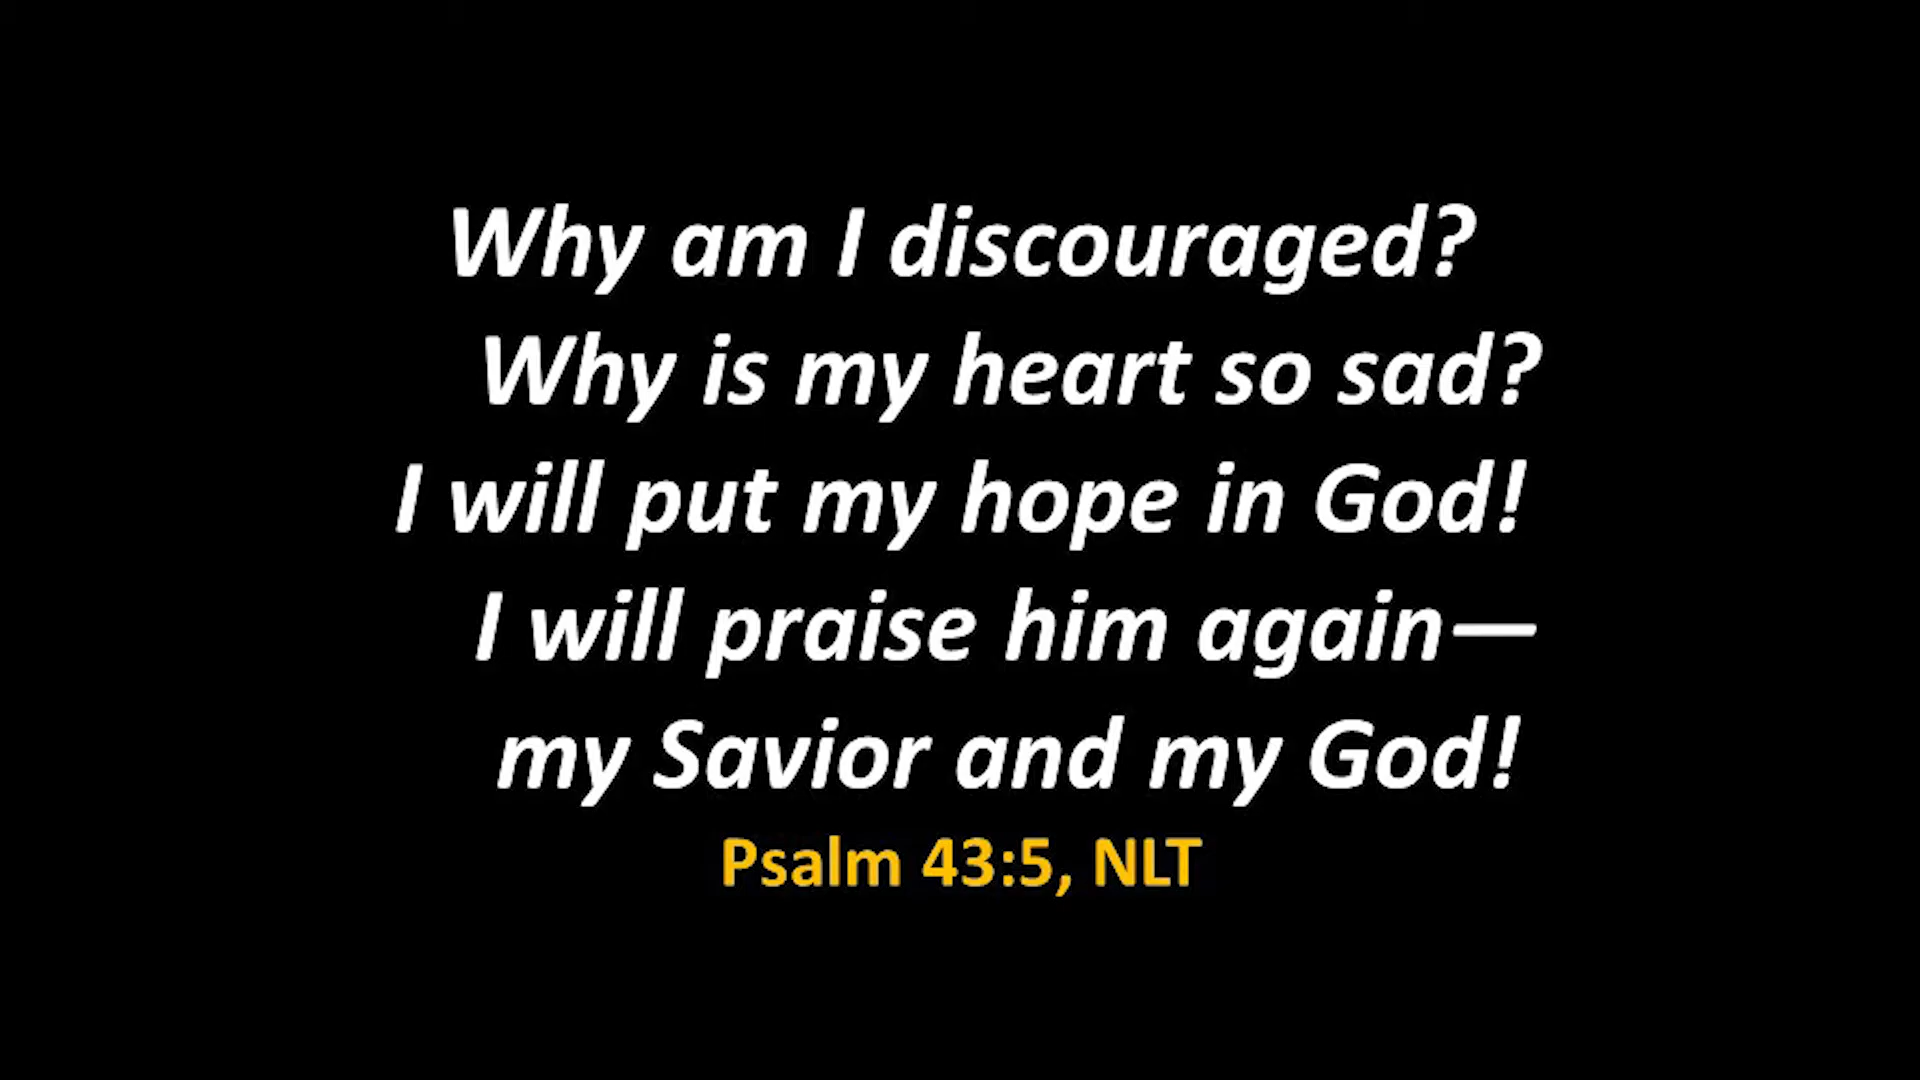 Why am I discouraged?
Why is my heart so sad?
I will put my hope in God!
I will praise him again—
my Savior and my God!
Psalm 43:5, NLT